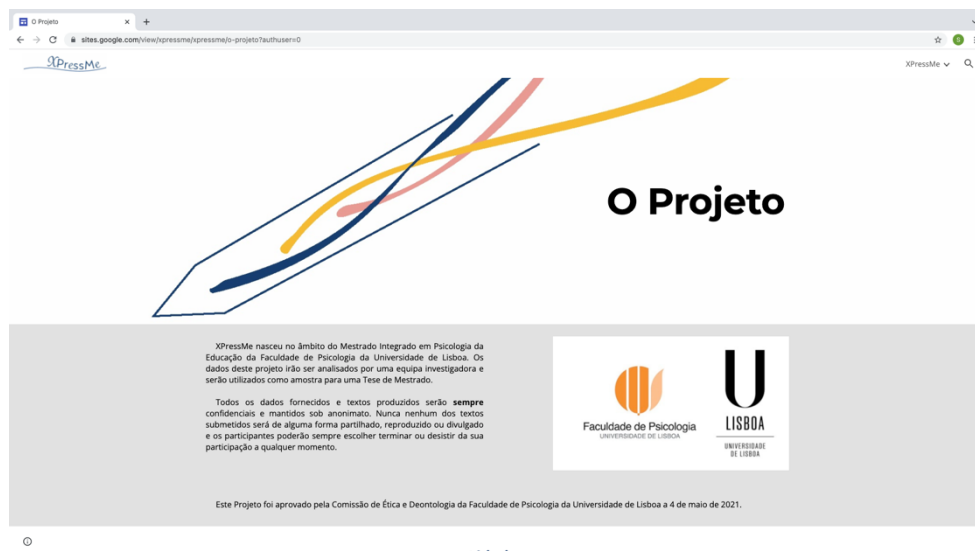 O Projeto
sites.google.com/view/xpressme/xpressme/o-projeto?authuser=0
S
XPressMe
XPressMe
O Projeto
XPressMe nasceu no âmbito do Mestrado Integrado em Psicologia da
Educação da Faculdade de Psicologia da Universidade de Lisboa. Os
dados deste projeto irão ser analisados por uma equipa investigadora e
serão utilizados como amostra para uma Tese de Mestrado.
Todos os dados fornecidos e textos produzidos serão sempre
confidenciais e mantidos sob anonimato. Nunca nenhum dos textos
submetidos será de alguma forma partilhado, reproduzido ou divulgado
e os participantes poderão sempre escolher terminar ou desistir da sua
participação a qualquer momento.
Faculdade de Psicologia
UNIVERSIDADE DE LISBOA
U
LISBOA
UNIVERSIDADE
DE LISBOA
Este Projeto foi aprovado pela Comissão de Ética e Deontologia da Faculdade de Psicologia da Universidade de Lisboa a 4 de maio de 2021.